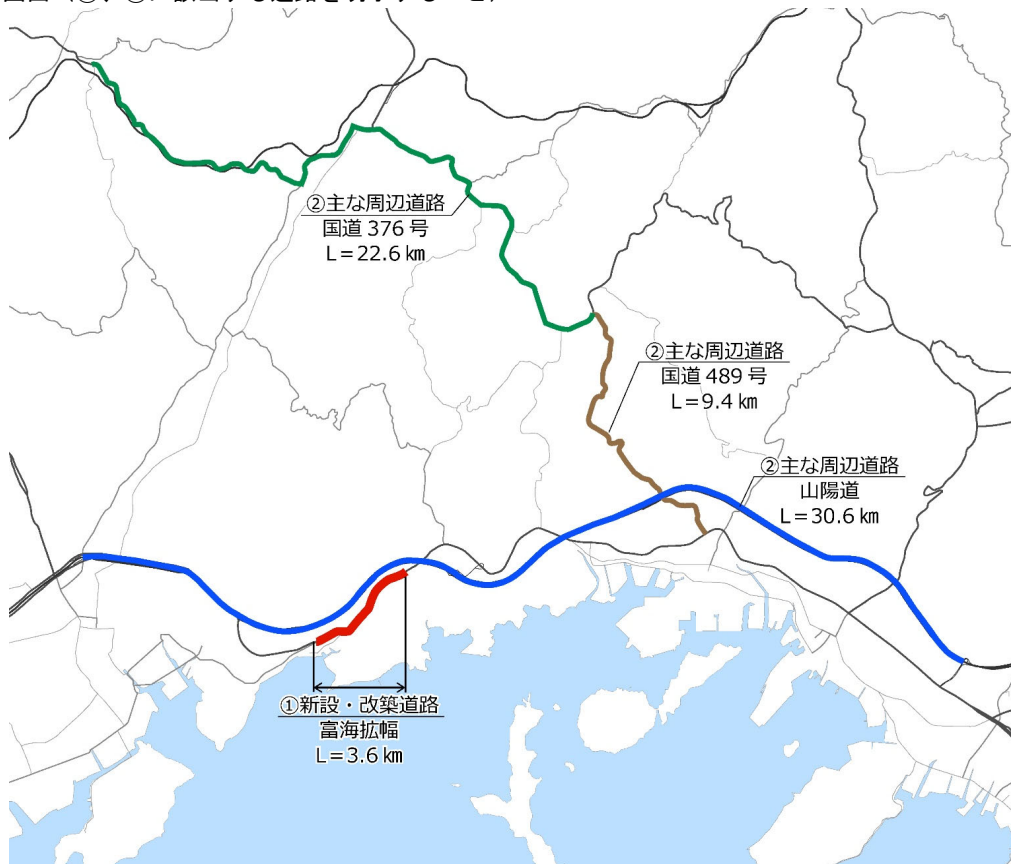 ②主な周辺道路
国道 376 号
L＝22.6 km
②主な周辺道路
国道 489 号
L＝9.4 km
②主な周辺道路
山陽道
L＝30.6 km
①新設・改築道路
富海拡幅
L＝3.6 km